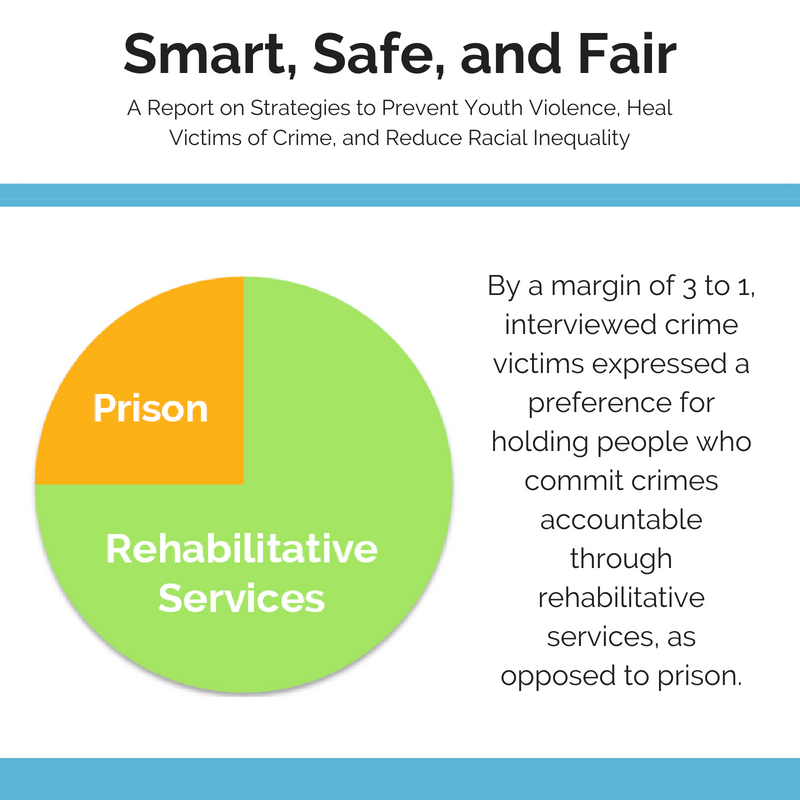 Smart, Safe, and Fair
A Report on Strategies to Prevent Youth Violence, Heal
Victims of Crime, and Reduce Racial Inequality
Prison
Rehabilitative
Services
By a margin of 3 to 1,
interviewed crime
victims expressed a
preference for
holding people who
commit crimes
accountable
through
rehabilitative
services, as
opposed to prison.